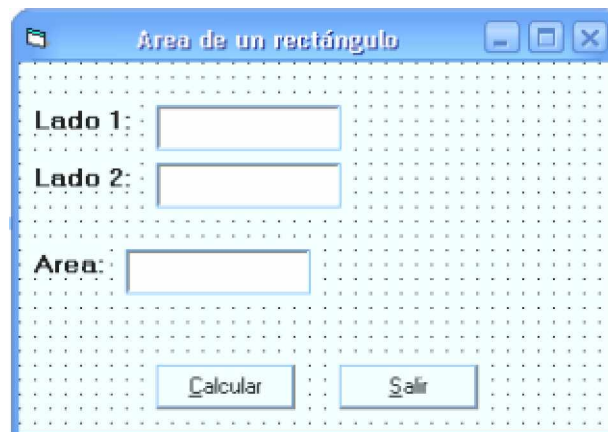 Area de un rectángulo
Lado 1:
Lado 2:
Area:
Calcular Salir